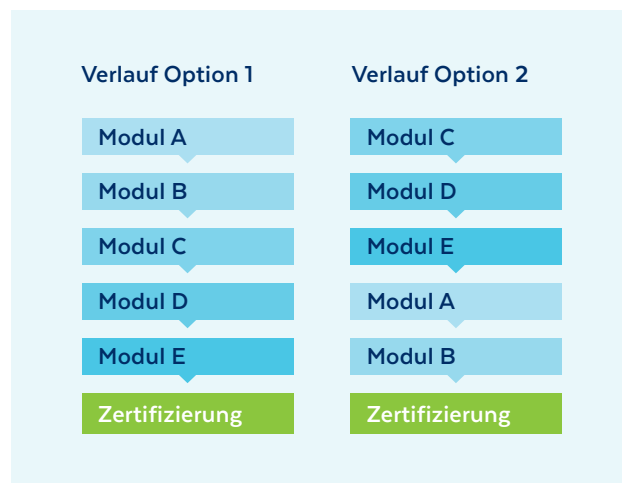 Verlauf Option 1
Modul A
Modul B
Modul C
Modul D
Modul E
Zertifizierung
Verlauf Option 2
Modul C
Modul D
Modul E
Modul A
Modul B
Zertifizierung